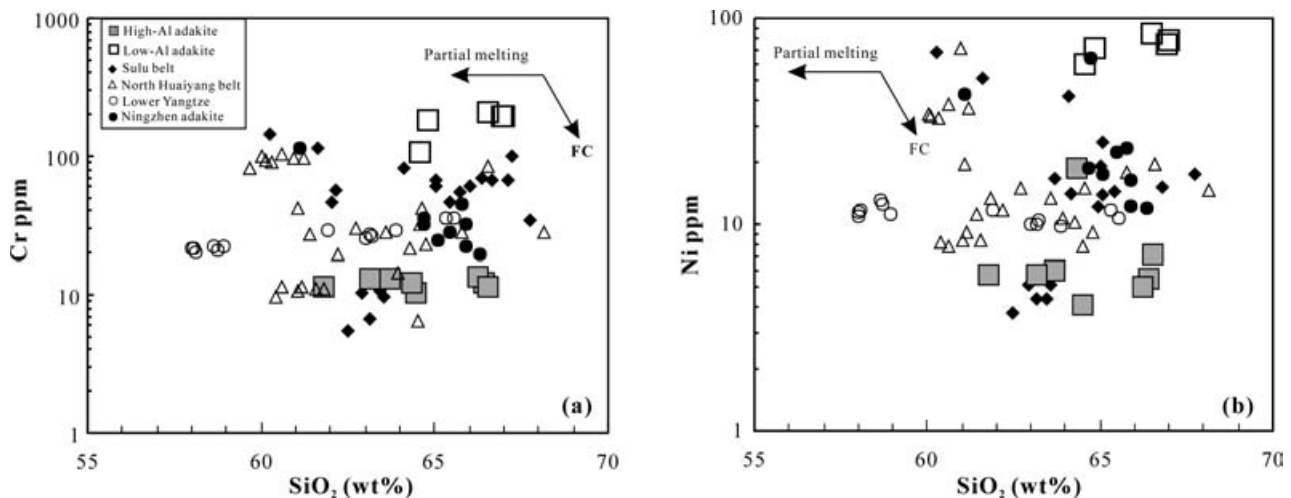 1000
100
10
1
Cr ppm
High-Al adakite
Low-Al adakite
Sulu belt
North Huaiyang belt
Lower Yangtze
Ningzhen adakite
Partial melting
FC
(a)
55
60
65
70
SiO₂ (wt%)
100
10
1
Ni ppm
Partial melting
FC
(b)
55
60
65
70
SiO₂ (wt%)